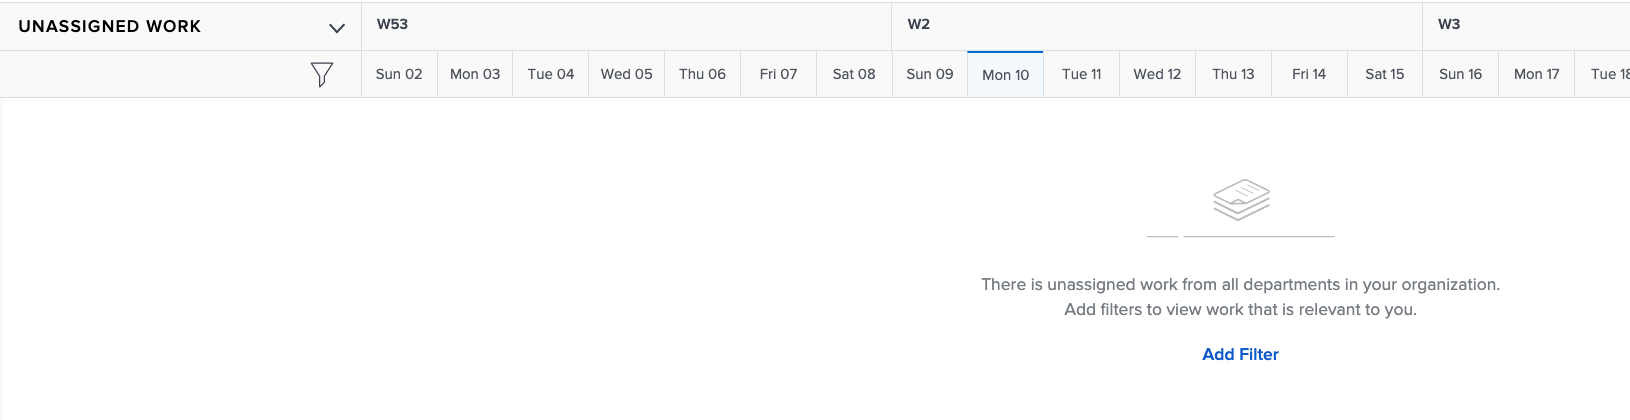 UNASSIGNED WORK
W53
W2
W3
Sun 02
Mon 03
Tue 04
Wed 05
Thu 06
Fri 07
Sat 08
Sun 09
Mon 10
Tue 11
Wed 12
Thu 13
Fri 14
Sat 15
Sun 16
Mon 17
Tue 18
There is unassigned work from all departments in your organization.
Add filters to view work that is relevant to you.
Add Filter